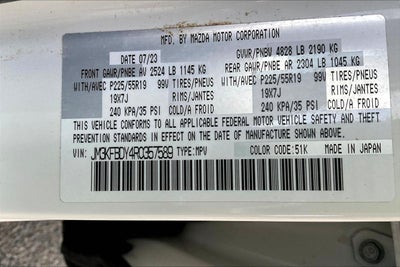 MFD. BY MAZDA MOTOR CORPORATION
DATE 07/23 GVWR/PNBV 4828 LB 2190 KG
FRONT GAWR/PNBE AV 2524 LB 1145 KG REAR GAWR/PNBE AR 2304 LB 1045 KG
WITH/AVEC P225/55R19 99V TIRES/PNEUS WITH/AVEC P225/55R19 99V TIRES/PNEUS
19X7J RIMS/JANTES 19X7J RIMS/JANTES
240 KPA/35 PSI COLD/A FROID 240 KPA/35 PSI COLD/A FROID
THIS VEHICLE CONFORMS TO ALL APPLICABLE FEDERAL MOTOR VEHICLE SAFETY AND THEFT
PREVENTION STANDARDS IN EFFECT ON THE DATE OF MANUFACTURE SHOWN ABOVE.
VIN: JM3KFBDY4R0357589 TYPE:MPV COLOR CODE:51K MADE IN JAPAN